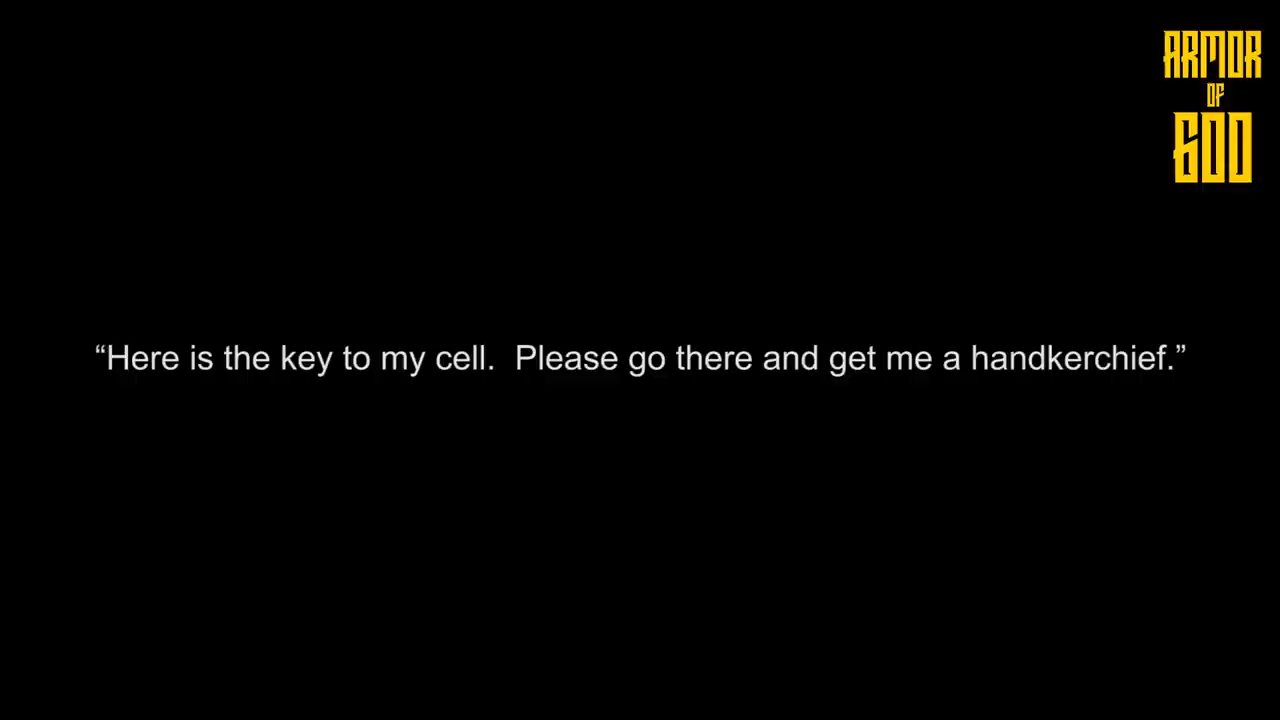 ARMOR
OF
GOD
“Here is the key to my cell.  Please go there and get me a handkerchief.”